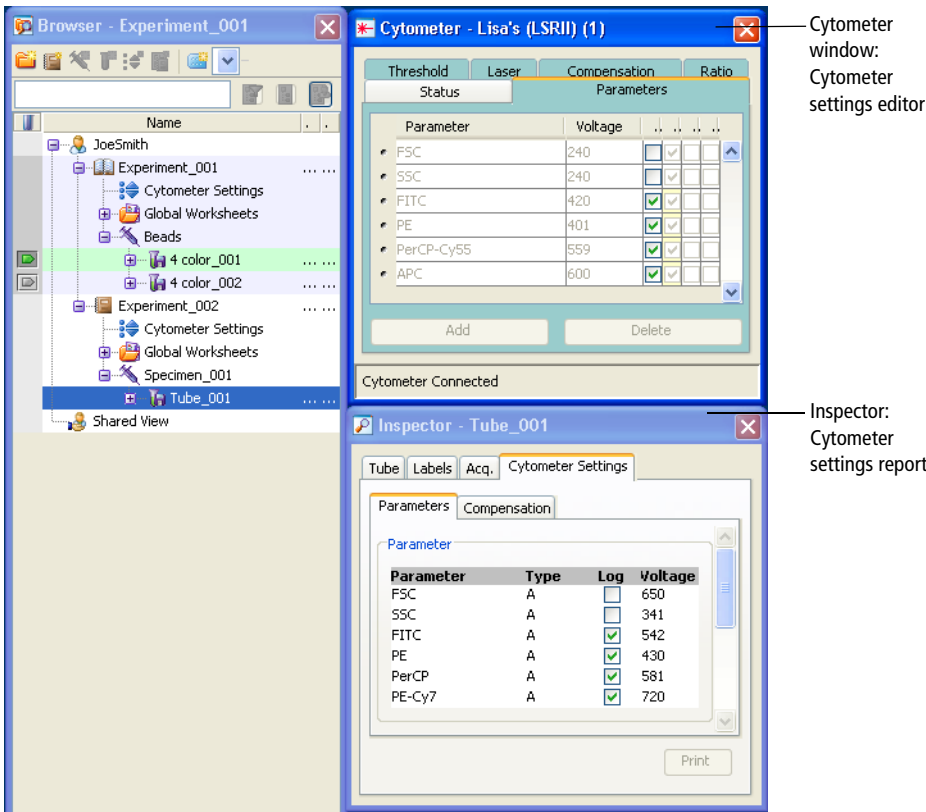 Browser - Experiment_001
Name . .
JoeSmith
Experiment_001 ... ...
Cytometer Settings
Global Worksheets
Beads
4 color_001 ... ...
4 color_002 ... ...
Experiment_002 ... ...
Cytometer Settings
Global Worksheets
Specimen_001
Tube_001 ... ...
Shared View
Cytometer - Lisa's (LSRII) (1)
Threshold Laser Compensation Ratio
Status Parameters
Parameter Voltage .. .. .. ..
FSC 240
SSC 240
FITC 420
PE 401
PerCP-Cy55 559
APC 600
Add Delete
Cytometer Connected
Inspector - Tube_001
Tube Labels Acq. Cytometer Settings
Parameters Compensation
Parameter
Parameter Type Log Voltage
FSC A 650
SSC A 341
FITC A 542
PE A 430
PerCP A 581
PE-Cy7 A 720
Print
Cytometer
window:
Cytometer
settings editor
Inspector:
Cytometer
settings report